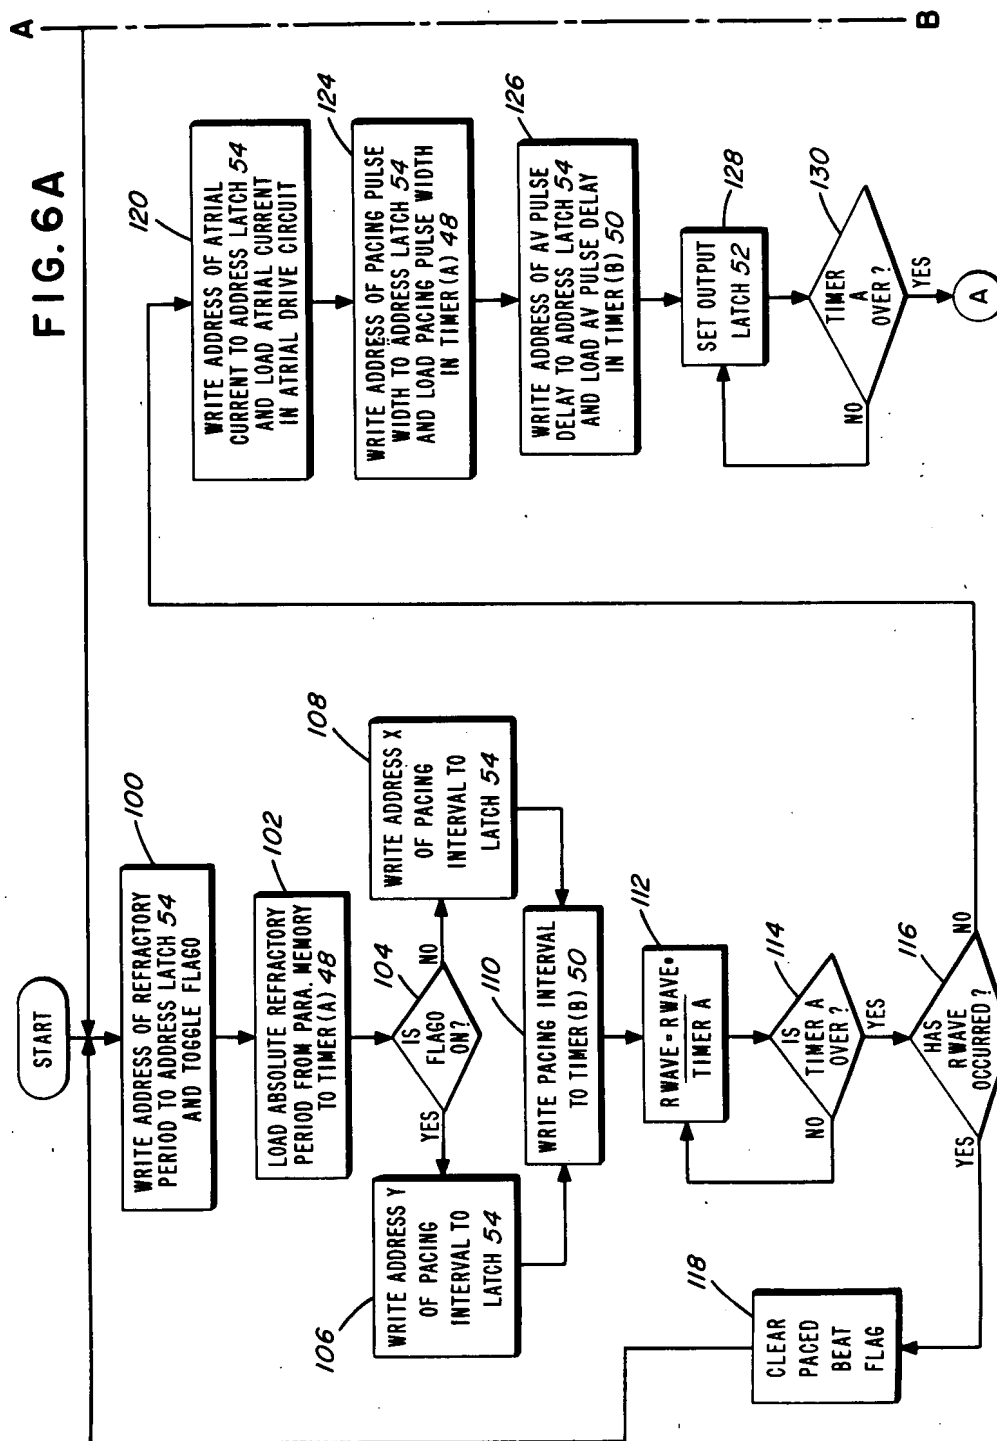 FIG. 6A
A
B
START
100
WRITE ADDRESS OF REFRACTORY
PERIOD TO ADDRESS LATCH 54
AND TOGGLE FLAGO
102
LOAD ABSOLUTE REFRACTORY
PERIOD FROM PARA. MEMORY
TO TIMER (A) 48
104
IS
FLAGO
ON?
YES
NO
106
WRITE ADDRESS Y
OF PACING
INTERVAL TO
LATCH 54
108
WRITE ADDRESS X
OF PACING
INTERVAL TO
LATCH 54
110
WRITE PACING INTERVAL
TO TIMER (B) 50
112
RWAVE = RWAVE•
TIMER A
114
IS
TIMER A
OVER?
NO
YES
116
HAS
RWAVE
OCCURRED?
YES
NO
118
CLEAR
PACED
BEAT
FLAG
120
WRITE ADDRESS OF ATRIAL
CURRENT TO ADDRESS LATCH 54
AND LOAD ATRIAL CURRENT
IN ATRIAL DRIVE CIRCUIT
124
WRITE ADDRESS OF PACING PULSE
WIDTH TO ADDRESS LATCH 54
AND LOAD PACING PULSE WIDTH
IN TIMER (A) 48
126
WRITE ADDRESS OF AV PULSE
DELAY TO ADDRESS LATCH 54
AND LOAD AV PULSE DELAY
IN TIMER (B) 50
128
SET OUTPUT
LATCH 52
130
TIMER
A
OVER?
NO
YES
A